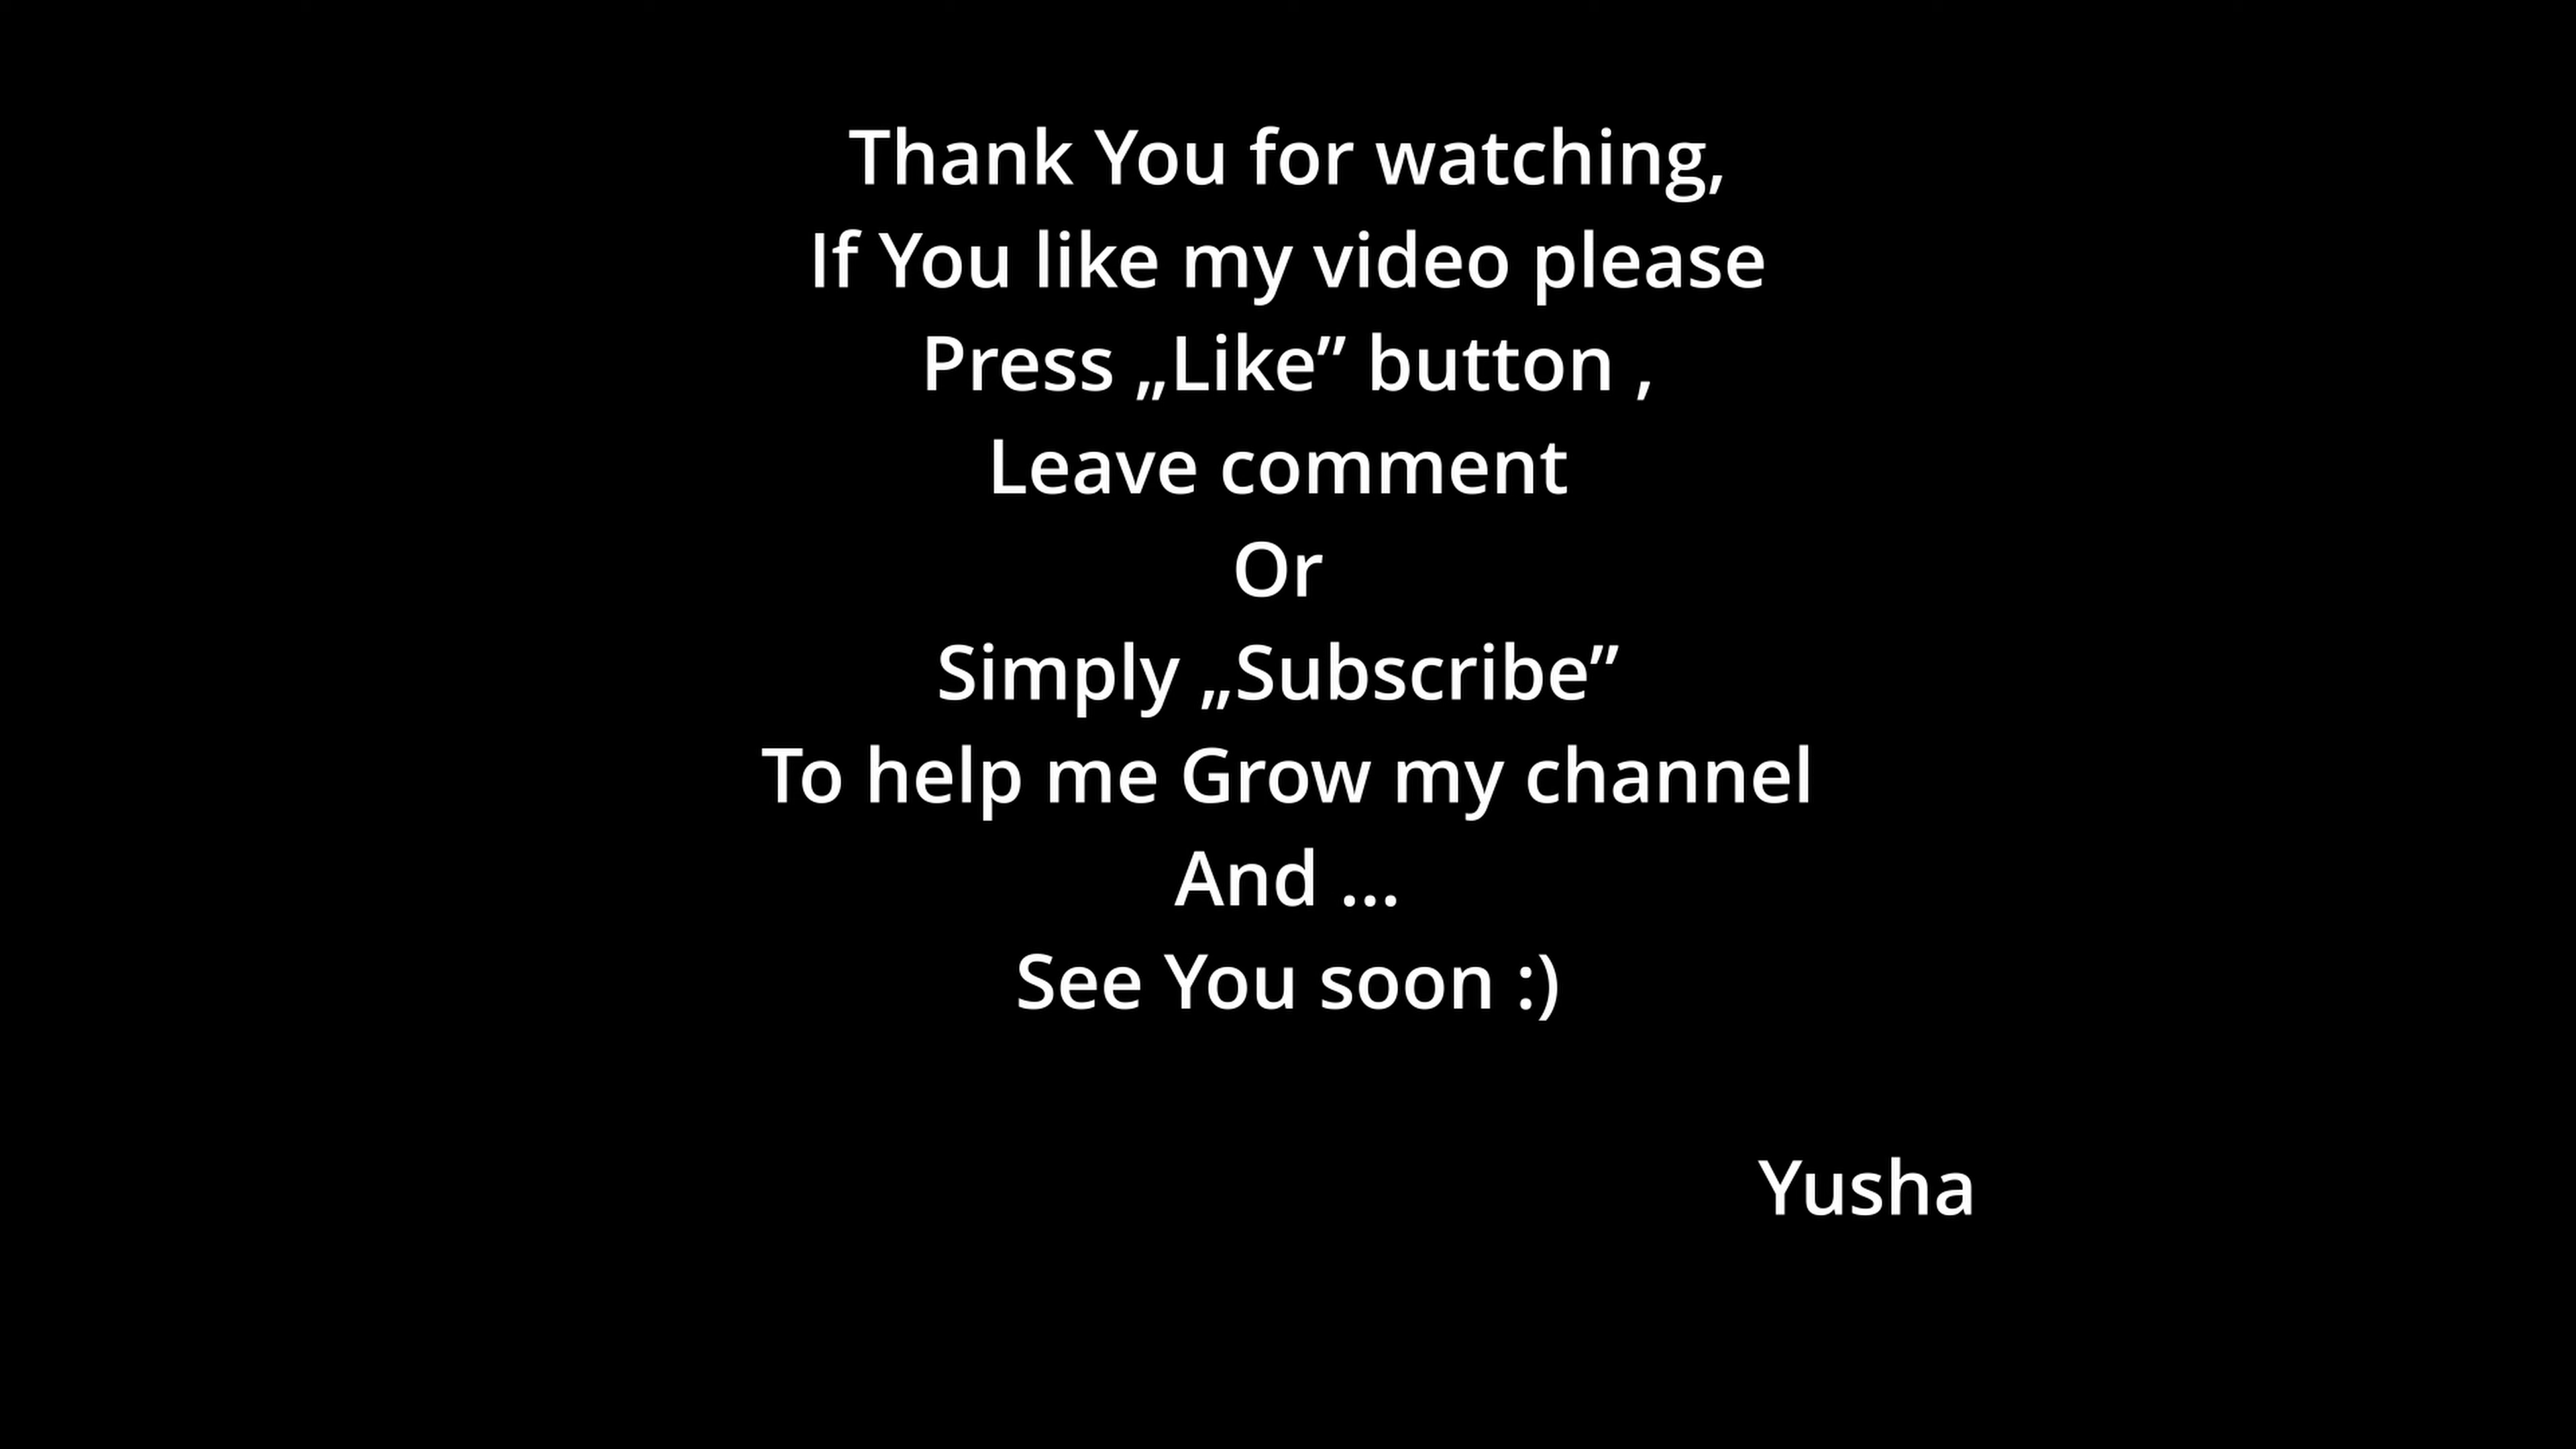 Thank You for watching,
If You like my video please
Press „Like” button ,
Leave comment
Or
Simply „Subscribe”
To help me Grow my channel
And ...
See You soon :)
Yusha